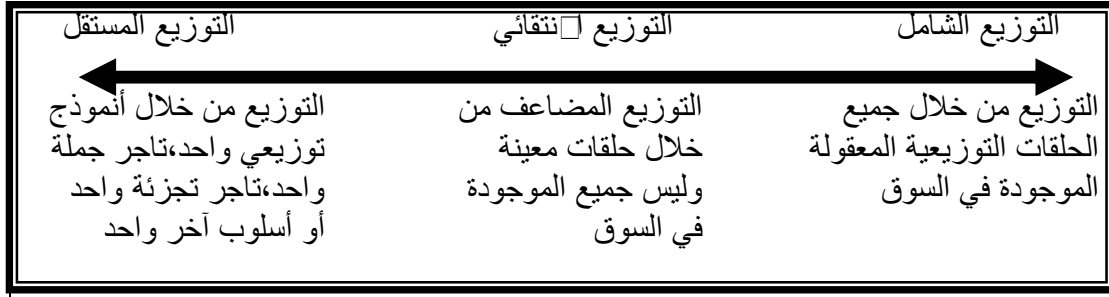 التوزيع الشامل التوزيع ا□نتقائي التوزيع المستقل
التوزيع من خلال جميع
الحلقات التوزيعية المعقولة
الموجودة في السوق
التوزيع المضاعف من
خلال حلقات معينة
وليس جميع الموجودة
في السوق
التوزيع من خلال أنموذج
توزيعي واحد،تاجر جملة
واحد،تاجر تجزئة واحد
أو أسلوب آخر واحد